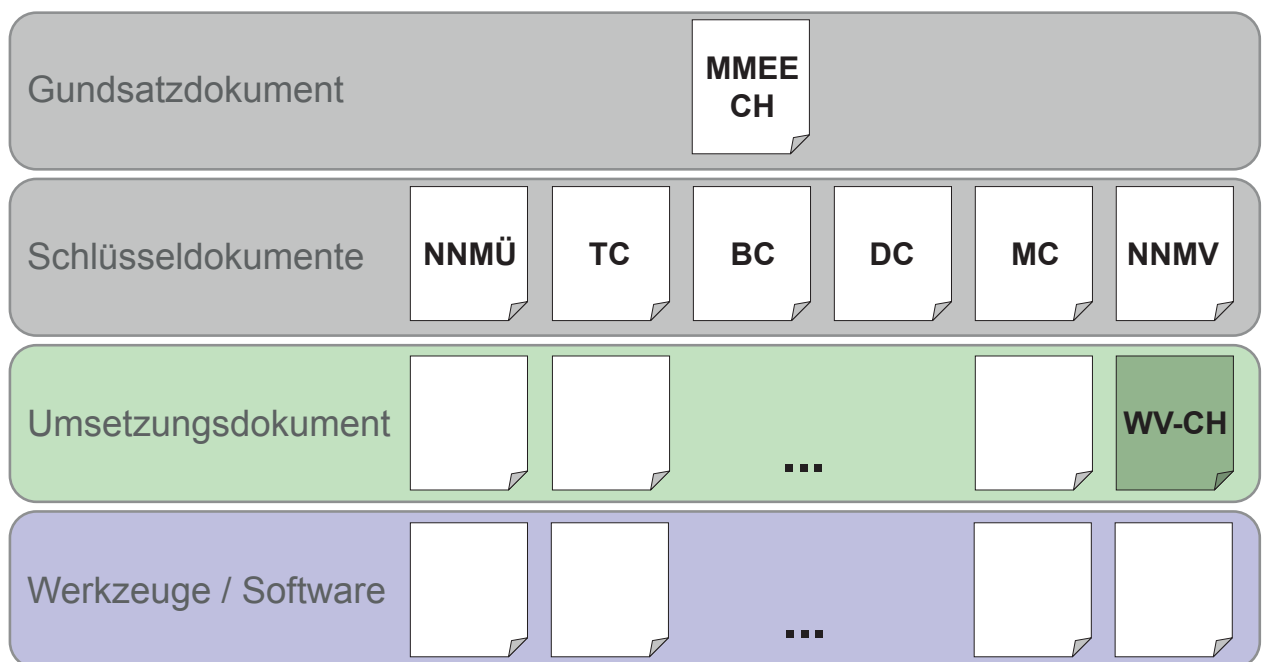 Gundsatzdokument
MMEE
CH
Schlüsseldokumente
NNMÜ
TC
BC
DC
MC
NNMV
Umsetzungsdokument
...
WV-CH
Werkzeuge / Software
...